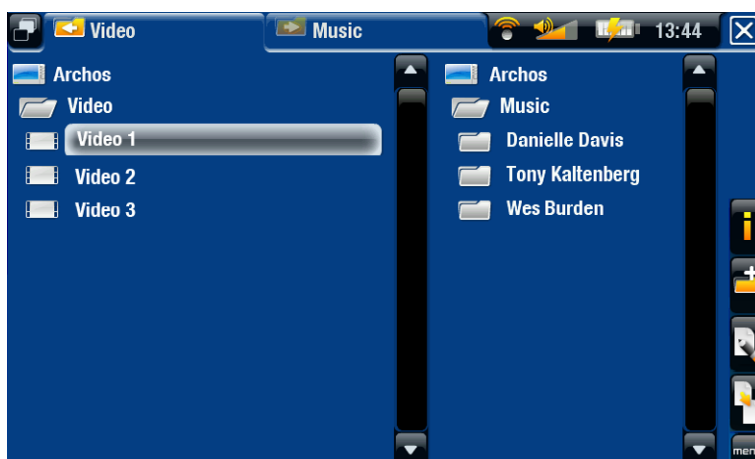 Video
Music
13:44
Archos
Video
Video 1
Video 2
Video 3
Archos
Music
Danielle Davis
Tony Kaltenberg
Wes Burden
men